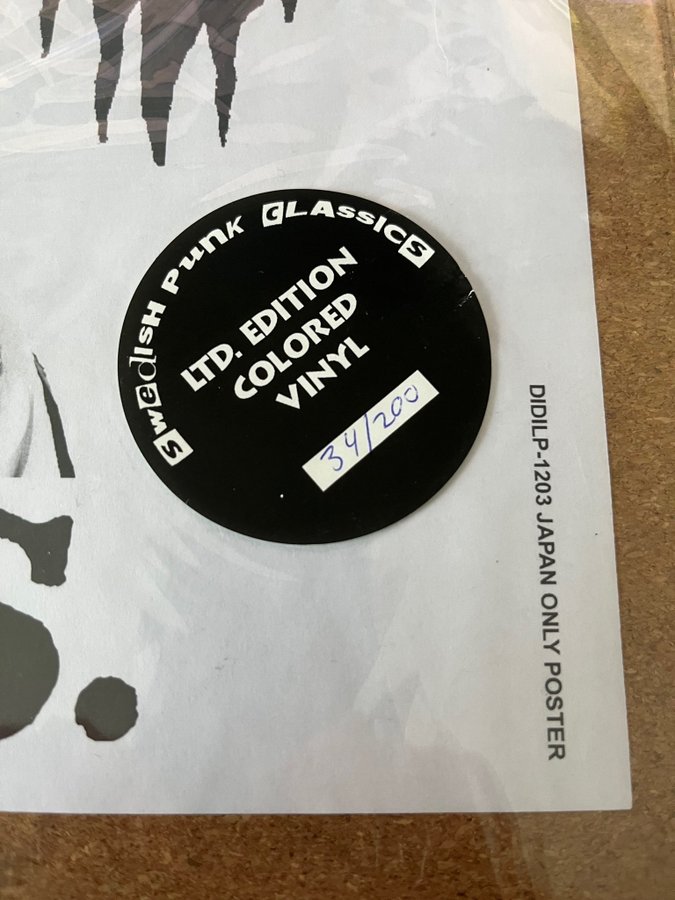 Swedish Punk Classics
LTD. EDITION
COLORED
VINYL
34/200
DIDILP-1203 JAPAN ONLY POSTER
S.